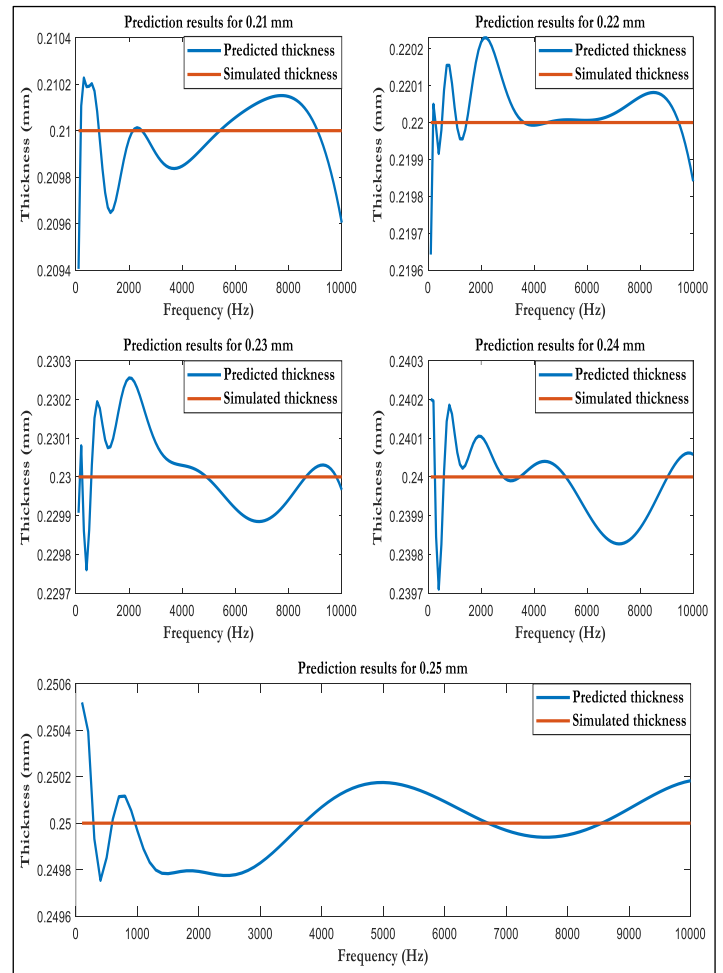 Prediction results for 0.21 mm
0.2104
0.2102
0.21
0.2098
0.2096
0.2094
Thickness (mm)
Predicted thickness
Simulated thickness
0 2000 4000 6000 8000 10000
Frequency (Hz)
Prediction results for 0.22 mm
0.2202
0.2201
0.22
0.2199
0.2198
0.2197
0.2196
Thickness (mm)
Predicted thickness
Simulated thickness
0 2000 4000 6000 8000 10000
Frequency (Hz)
Prediction results for 0.23 mm
0.2303
0.2302
0.2301
0.23
0.2299
0.2298
0.2297
Thickness (mm)
Predicted thickness
Simulated thickness
0 2000 4000 6000 8000 10000
Frequency (Hz)
Prediction results for 0.24 mm
0.2403
0.2402
0.2401
0.24
0.2399
0.2398
0.2397
Thickness (mm)
Predicted thickness
Simulated thickness
0 2000 4000 6000 8000 10000
Frequency (Hz)
Prediction results for 0.25 mm
0.2506
0.2504
0.2502
0.25
0.2498
0.2496
Thickness (mm)
Predicted thickness
Simulated thickness
0 1000 2000 3000 4000 5000 6000 7000 8000 9000 10000
Frequency (Hz)